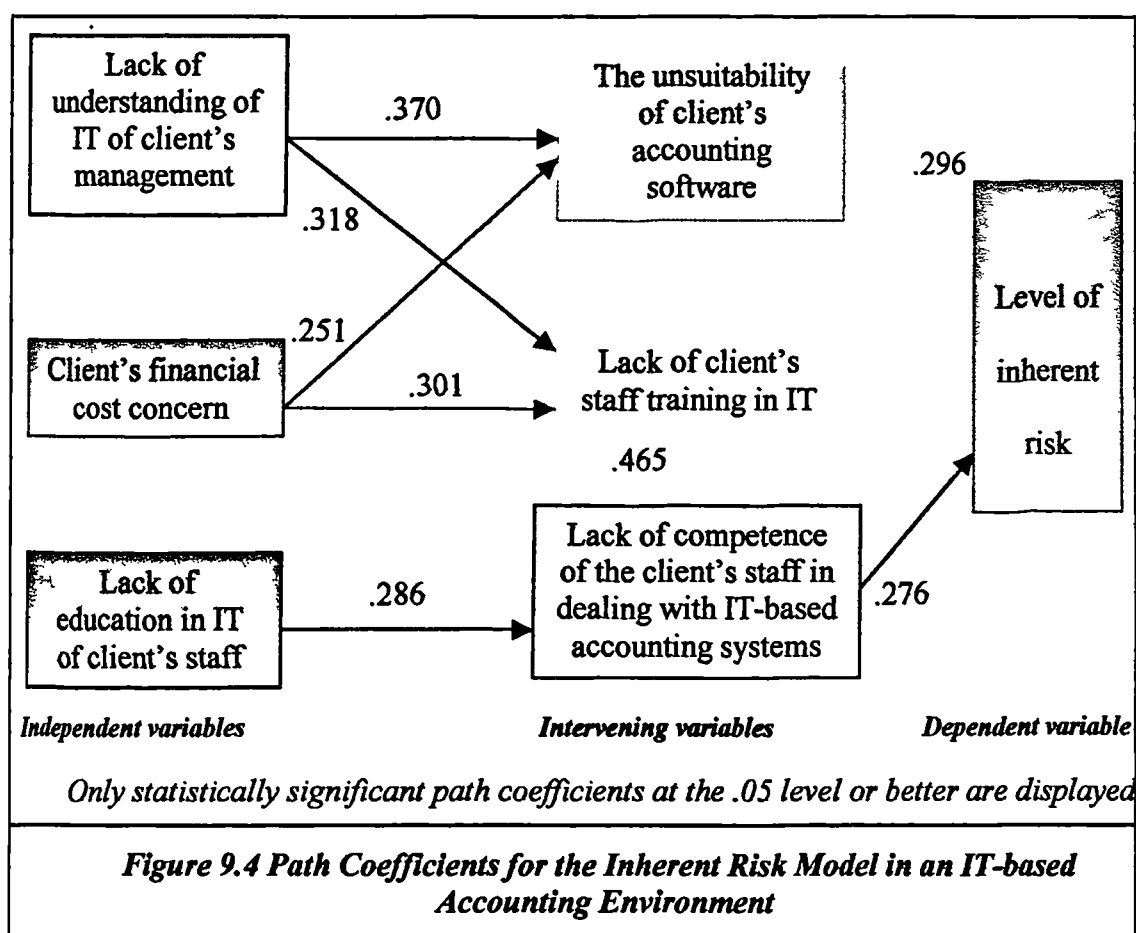 Lack of
understanding of
IT of client's
management
.370
.318
The unsuitability
of client's
accounting
software
.296
Level of
inherent
risk
Client's financial
cost concern
.251
.301
Lack of client's
staff training in IT
.465
Lack of
education in IT
of client's staff
.286
Lack of competence
of the client's staff in
dealing with IT-based
accounting systems
.276
Independent variables
Intervening variables
Dependent variable
Only statistically significant path coefficients at the .05 level or better are displayed
Figure 9.4 Path Coefficients for the Inherent Risk Model in an IT-based
Accounting Environment